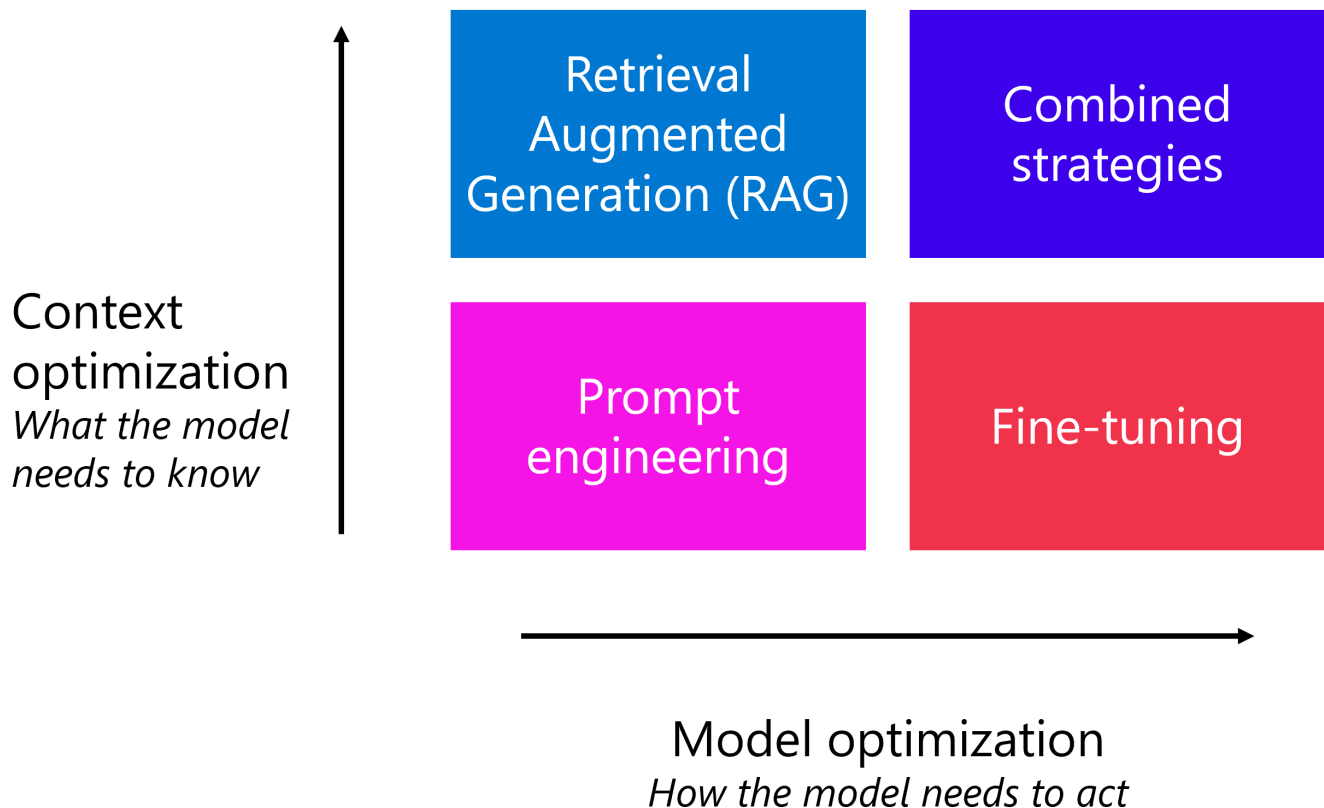 Retrieval
Augmented
Generation (RAG)
Combined
strategies
Context
optimization
What the model
needs to know
Prompt
engineering
Fine-tuning
Model optimization
How the model needs to act